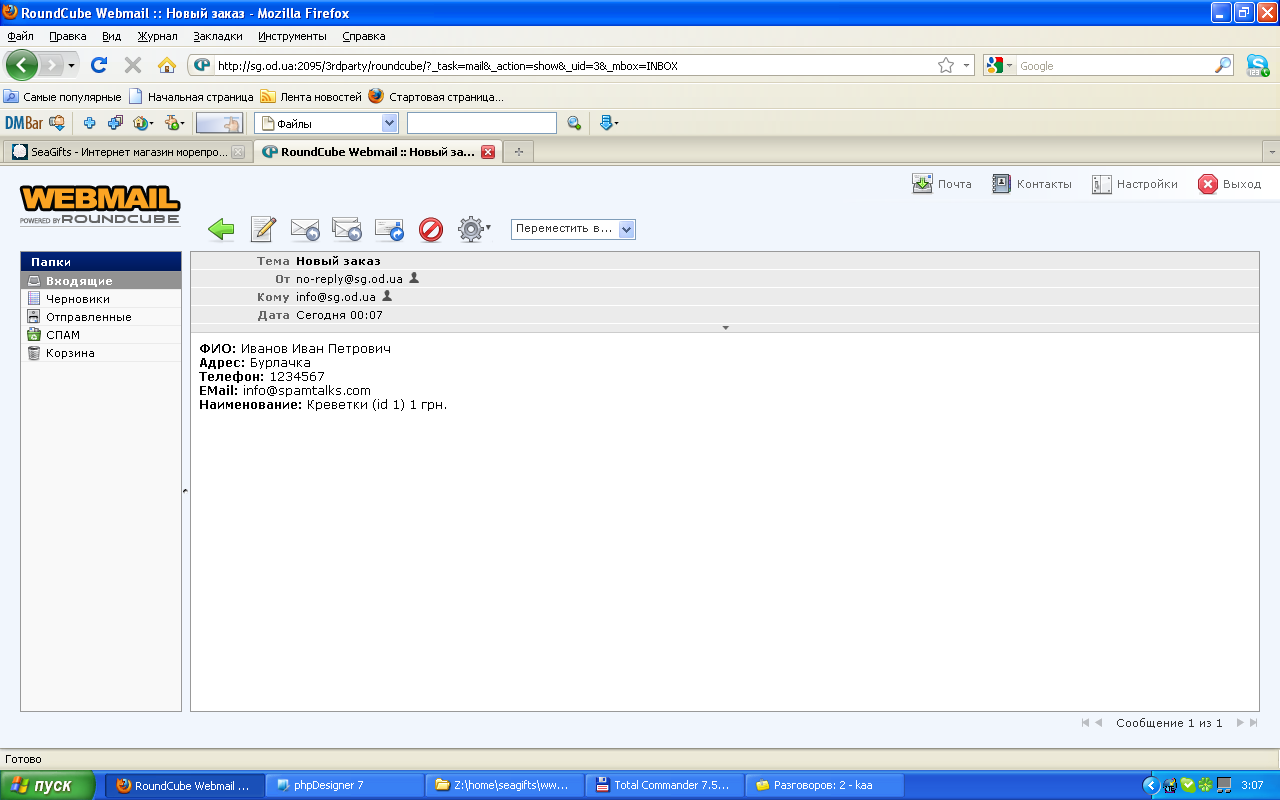 RoundCube Webmail :: Новый заказ - Mozilla Firefox
Файл Правка Вид Журнал Закладки Инструменты Справка
http://sg.od.ua:2095/3rdparty/roundcube/?_task=mail&_action=show&_uid=3&_mbox=INBOX Google
Самые популярные Начальная страница Лента новостей Стартовая страница...
DMBar Файлы
SeaGifts - Интернет магазин морепро... RoundCube Webmail :: Новый за...
Почта Контакты Настройки Выход
WEBMAIL
POWERED BY ROUNDCUBE
Переместить в...
Папки
Входящие
Черновики
Отправленные
СПАМ
Корзина
Тема Новый заказ
От no-reply@sg.od.ua
Кому info@sg.od.ua
Дата Сегодня 00:07
ФИО: Иванов Иван Петрович
Адрес: Бурлачка
Телефон: 1234567
EMail: info@spamtalks.com
Наименование: Креветки (id 1) 1 грн.
Сообщение 1 из 1
Готово
пуск RoundCube Webmail ... phpDesigner 7 Z:\home\seagifts\ww... Total Commander 7.5... Разговоров: 2 - kaa 3:07